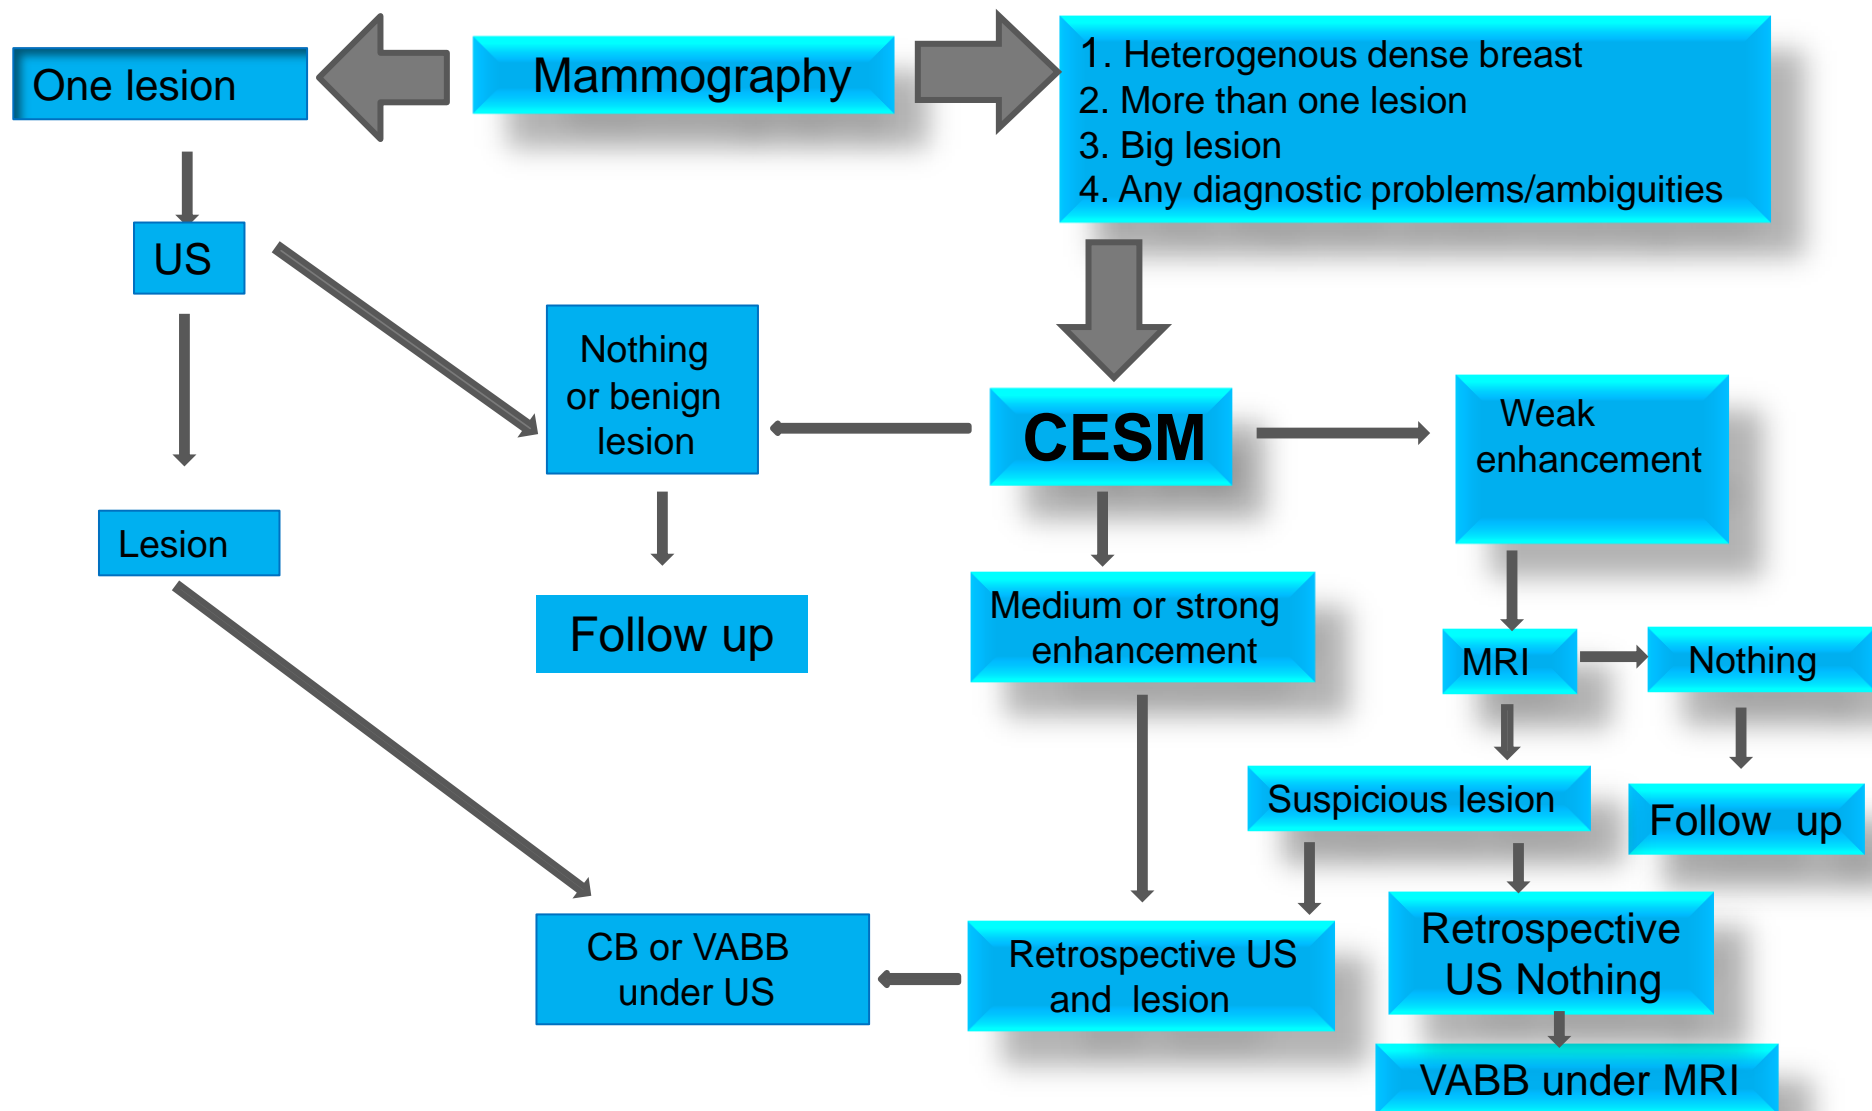 One lesion
Mammography
1. Heterogenous dense breast
2. More than one lesion
3. Big lesion
4. Any diagnostic problems/ambiguities
US
Nothing
or benign
lesion
CESM
Weak
enhancement
Lesion
Follow up
Medium or strong
enhancement
MRI
Nothing
Suspicious lesion
Follow up
CB or VABB
under US
Retrospective US
and lesion
Retrospective
US Nothing
VABB under MRI